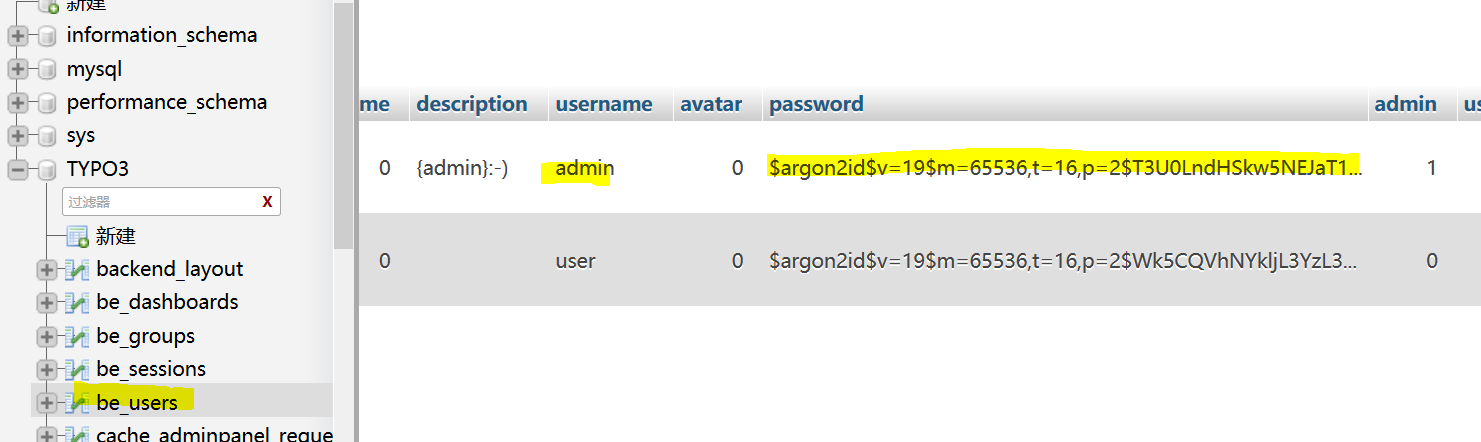 新建
information_schema
mysql
performance_schema
sys
TYPO3
过滤器 X
新建
backend_layout
be_dashboards
be_groups
be_sessions
be_users
cache_adminpanel_reque
me description username avatar password admin us
0 {admin}:-) admin 0 $argon2id$v=19$m=65536,t=16,p=2$T3U0LndHSkw5NEJaT1... 1
0 user 0 $argon2id$v=19$m=65536,t=16,p=2$Wk5CQVhNYkljL3YzL3... 0